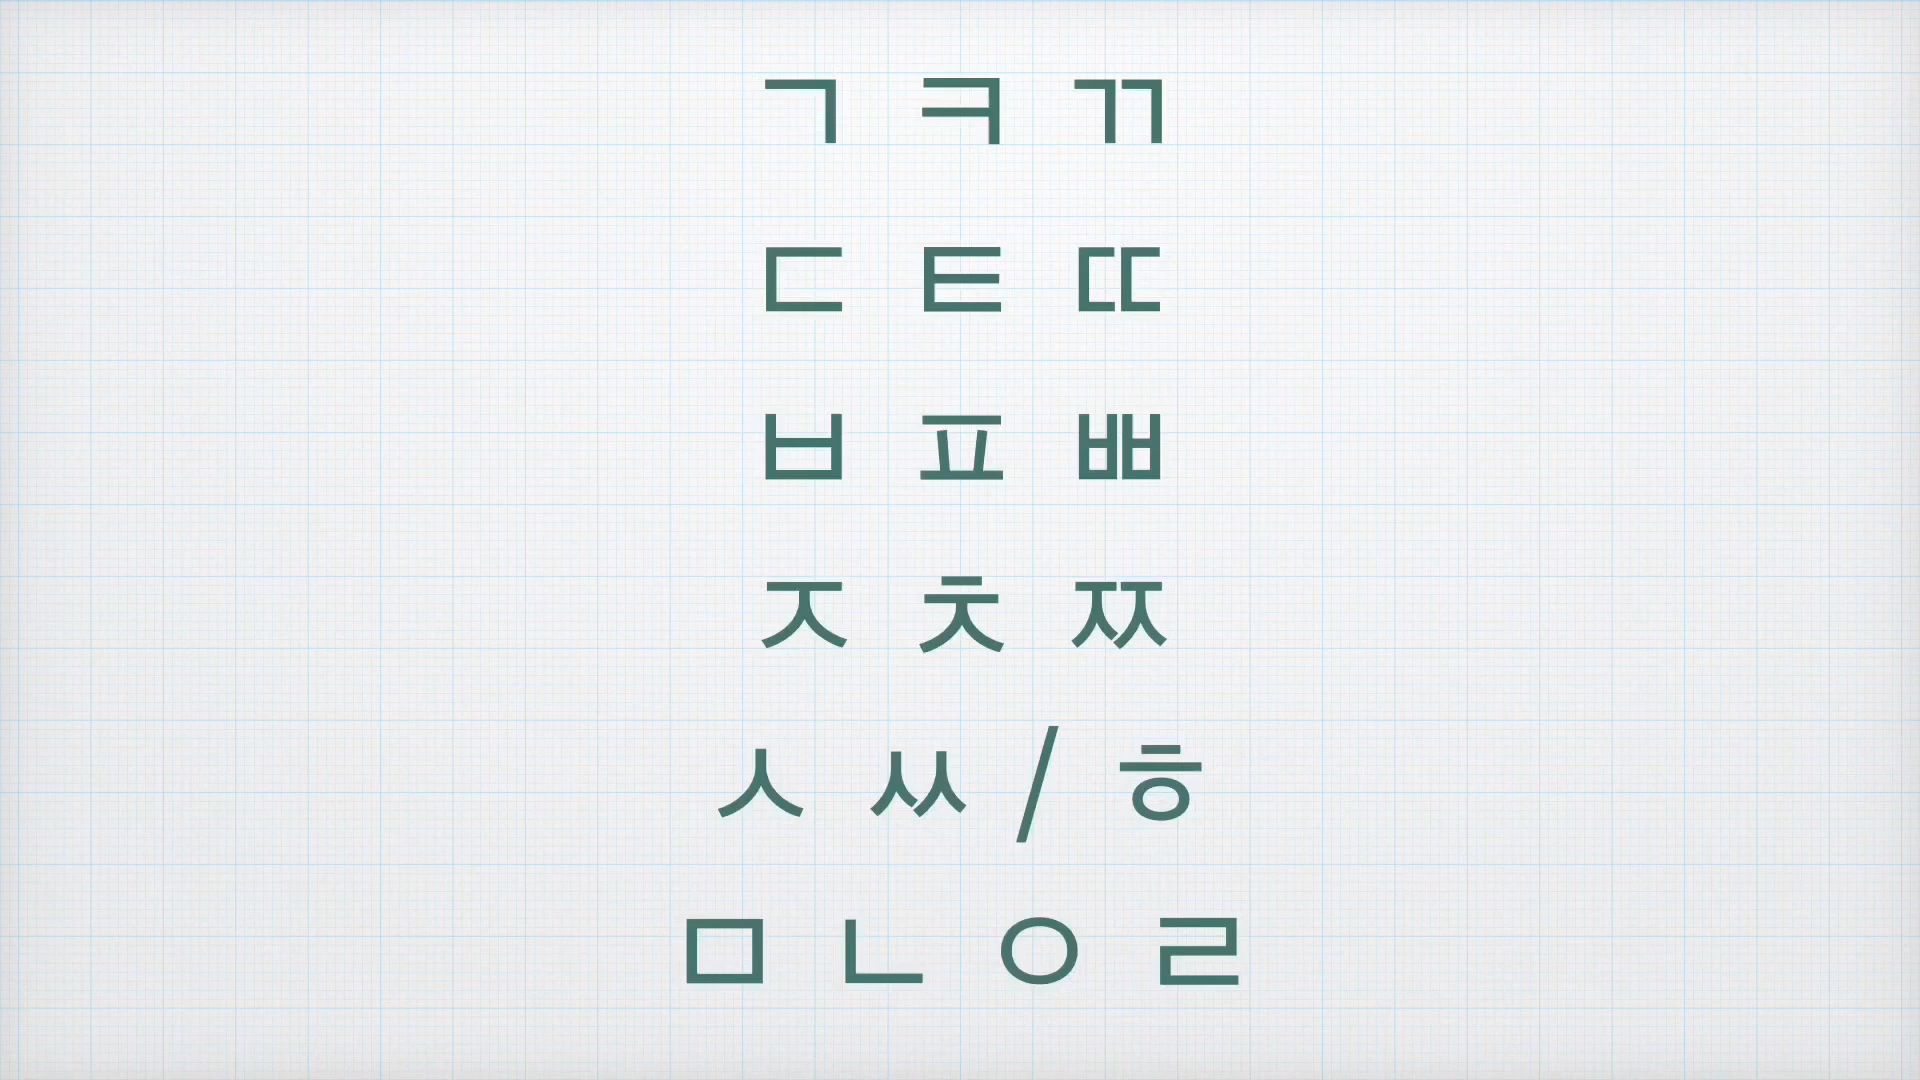 ㄱ ㅋ ㄲ
ㄷ ㅌ ㄸ
ㅂ ㅍ ㅃ
ㅈ ㅊ ㅉ
ㅅ ㅆ / ㅎ
ㅁ ㄴ ㅇ ㄹ